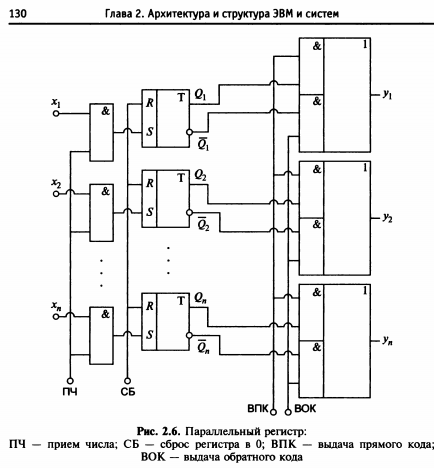 130
Глава 2. Архитектура и структура ЭВМ и систем
x₁
&
R
S
T
Q₁
Q̅₁
&
&
1
y₁
x₂
&
R
S
T
Q₂
Q̅₂
&
&
1
y₂
xₙ
&
R
S
T
Qₙ
Q̅ₙ
&
&
1
yₙ
ПЧ
СБ
ВПК
ВОК
Рис. 2.6. Параллельный регистр:
ПЧ — прием числа; СБ — сброс регистра в 0; ВПК — выдача прямого кода;
ВОК — выдача обратного кода